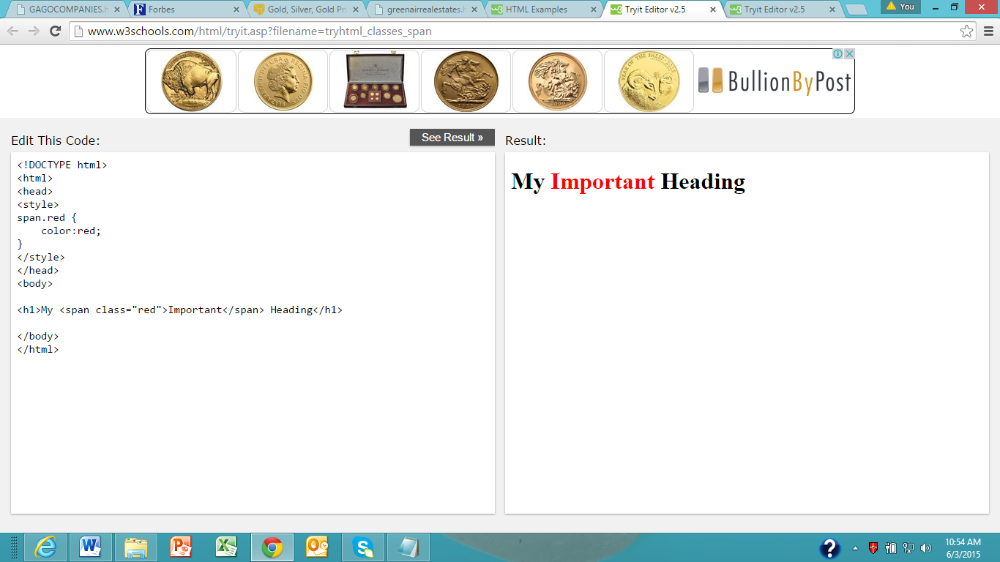 GAGOCOMPANIES.h
Forbes
Gold, Silver, Gold Pri
greenairrealestates.h
HTML Examples
Tryit Editor v2.5
Tryit Editor v2.5
You
www.w3schools.com/html/tryit.asp?filename=tryhtml_classes_span
BullionByPost
Edit This Code:
See Result »
Result:
<!DOCTYPE html>
<html>
<head>
<style>
span.red {
    color:red;
}
</style>
</head>
<body>
<h1>My <span class="red">Important</span> Heading</h1>
</body>
</html>
My Important Heading
10:54 AM
6/3/2015